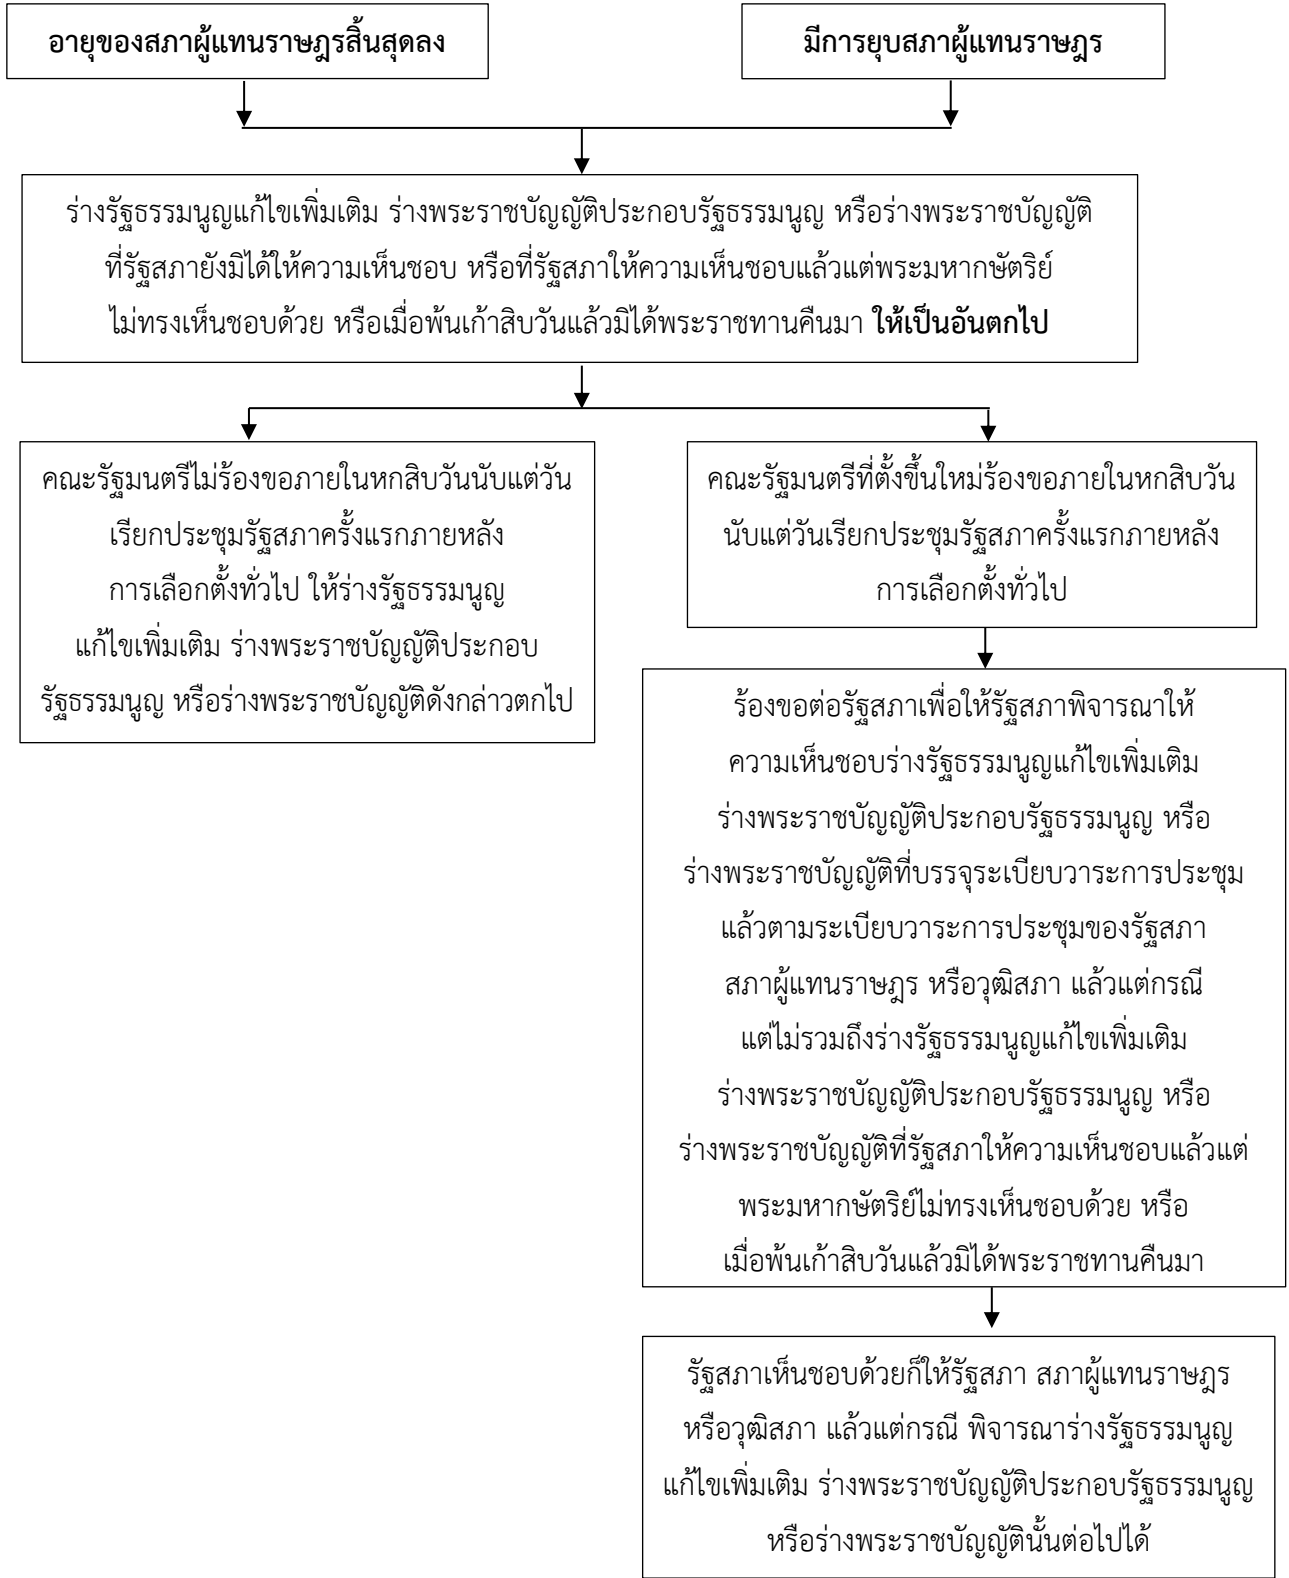 อายุของสภาผู้แทนราษฎรสิ้นสุดลง
มีการยุบสภาผู้แทนราษฎร
ร่างรัฐธรรมนูญแก้ไขเพิ่มเติม ร่างพระราชบัญญัติประกอบรัฐธรรมนูญ หรือร่างพระราชบัญญัติ
ที่รัฐสภายังมิได้ให้ความเห็นชอบ หรือที่รัฐสภาให้ความเห็นชอบแล้วแต่พระมหากษัตริย์
ไม่ทรงเห็นชอบด้วย หรือเมื่อพ้นเก้าสิบวันแล้วมิได้พระราชทานคืนมา ให้เป็นอันตกไป
คณะรัฐมนตรีไม่ร้องขอภายในหกสิบวันนับแต่วัน
เรียกประชุมรัฐสภาครั้งแรกภายหลัง
การเลือกตั้งทั่วไป ให้ร่างรัฐธรรมนูญ
แก้ไขเพิ่มเติม ร่างพระราชบัญญัติประกอบ
รัฐธรรมนูญ หรือร่างพระราชบัญญัติดังกล่าวตกไป
คณะรัฐมนตรีที่ตั้งขึ้นใหม่ร้องขอภายในหกสิบวัน
นับแต่วันเรียกประชุมรัฐสภาครั้งแรกภายหลัง
การเลือกตั้งทั่วไป
ร้องขอต่อรัฐสภาเพื่อให้รัฐสภาพิจารณาให้
ความเห็นชอบร่างรัฐธรรมนูญแก้ไขเพิ่มเติม
ร่างพระราชบัญญัติประกอบรัฐธรรมนูญ หรือ
ร่างพระราชบัญญัติที่บรรจุระเบียบวาระการประชุม
แล้วตามระเบียบวาระการประชุมของรัฐสภา
สภาผู้แทนราษฎร หรือวุฒิสภา แล้วแต่กรณี
แต่ไม่รวมถึงร่างรัฐธรรมนูญแก้ไขเพิ่มเติม
ร่างพระราชบัญญัติประกอบรัฐธรรมนูญ หรือ
ร่างพระราชบัญญัติที่รัฐสภาให้ความเห็นชอบแล้วแต่
พระมหากษัตริย์ไม่ทรงเห็นชอบด้วย หรือ
เมื่อพ้นเก้าสิบวันแล้วมิได้พระราชทานคืนมา
รัฐสภาเห็นชอบด้วยก็ให้รัฐสภา สภาผู้แทนราษฎร
หรือวุฒิสภา แล้วแต่กรณี พิจารณาร่างรัฐธรรมนูญ
แก้ไขเพิ่มเติม ร่างพระราชบัญญัติประกอบรัฐธรรมนูญ
หรือร่างพระราชบัญญัตินั้นต่อไปได้